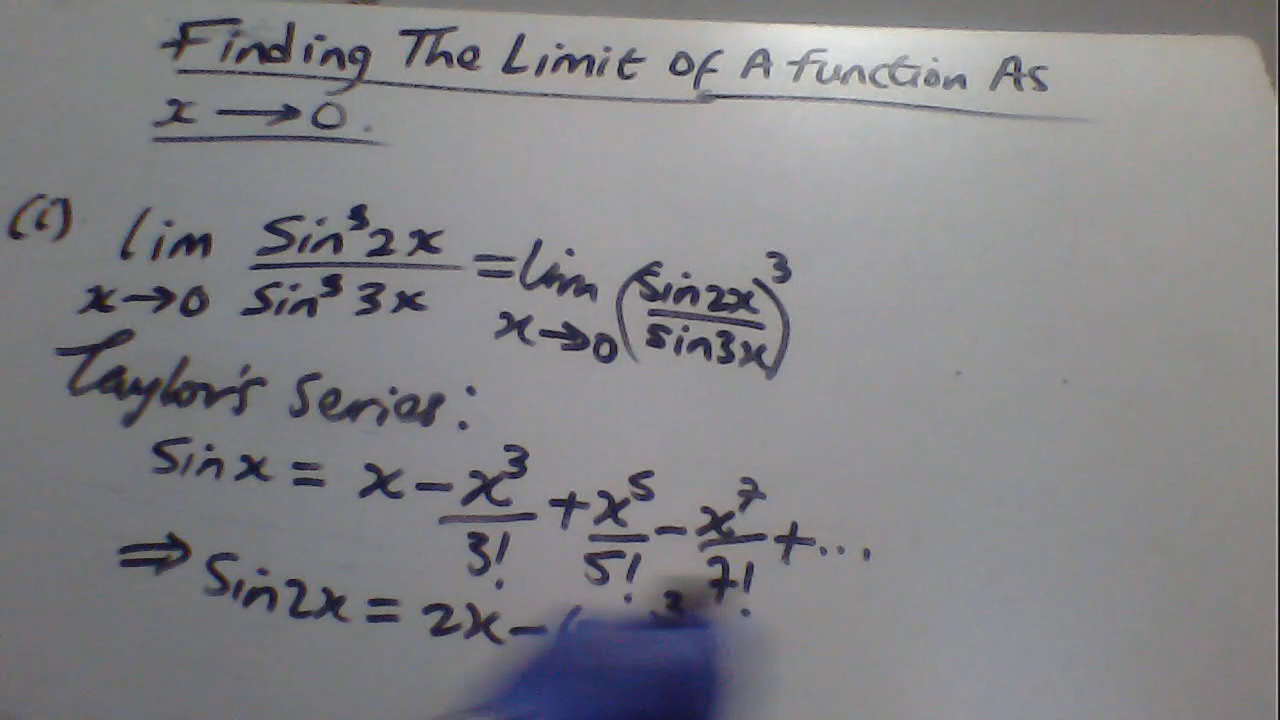 Finding The Limit Of A function As
x → 0.
(i) lim x→0 Sin³2x / Sin³3x = lim x→0 (Sin2x / Sin3x)³
Taylor's Series:
Sin x = x - x³/3! + x⁵/5! - x⁷/7! + ...
⇒ Sin2x = 2x - (